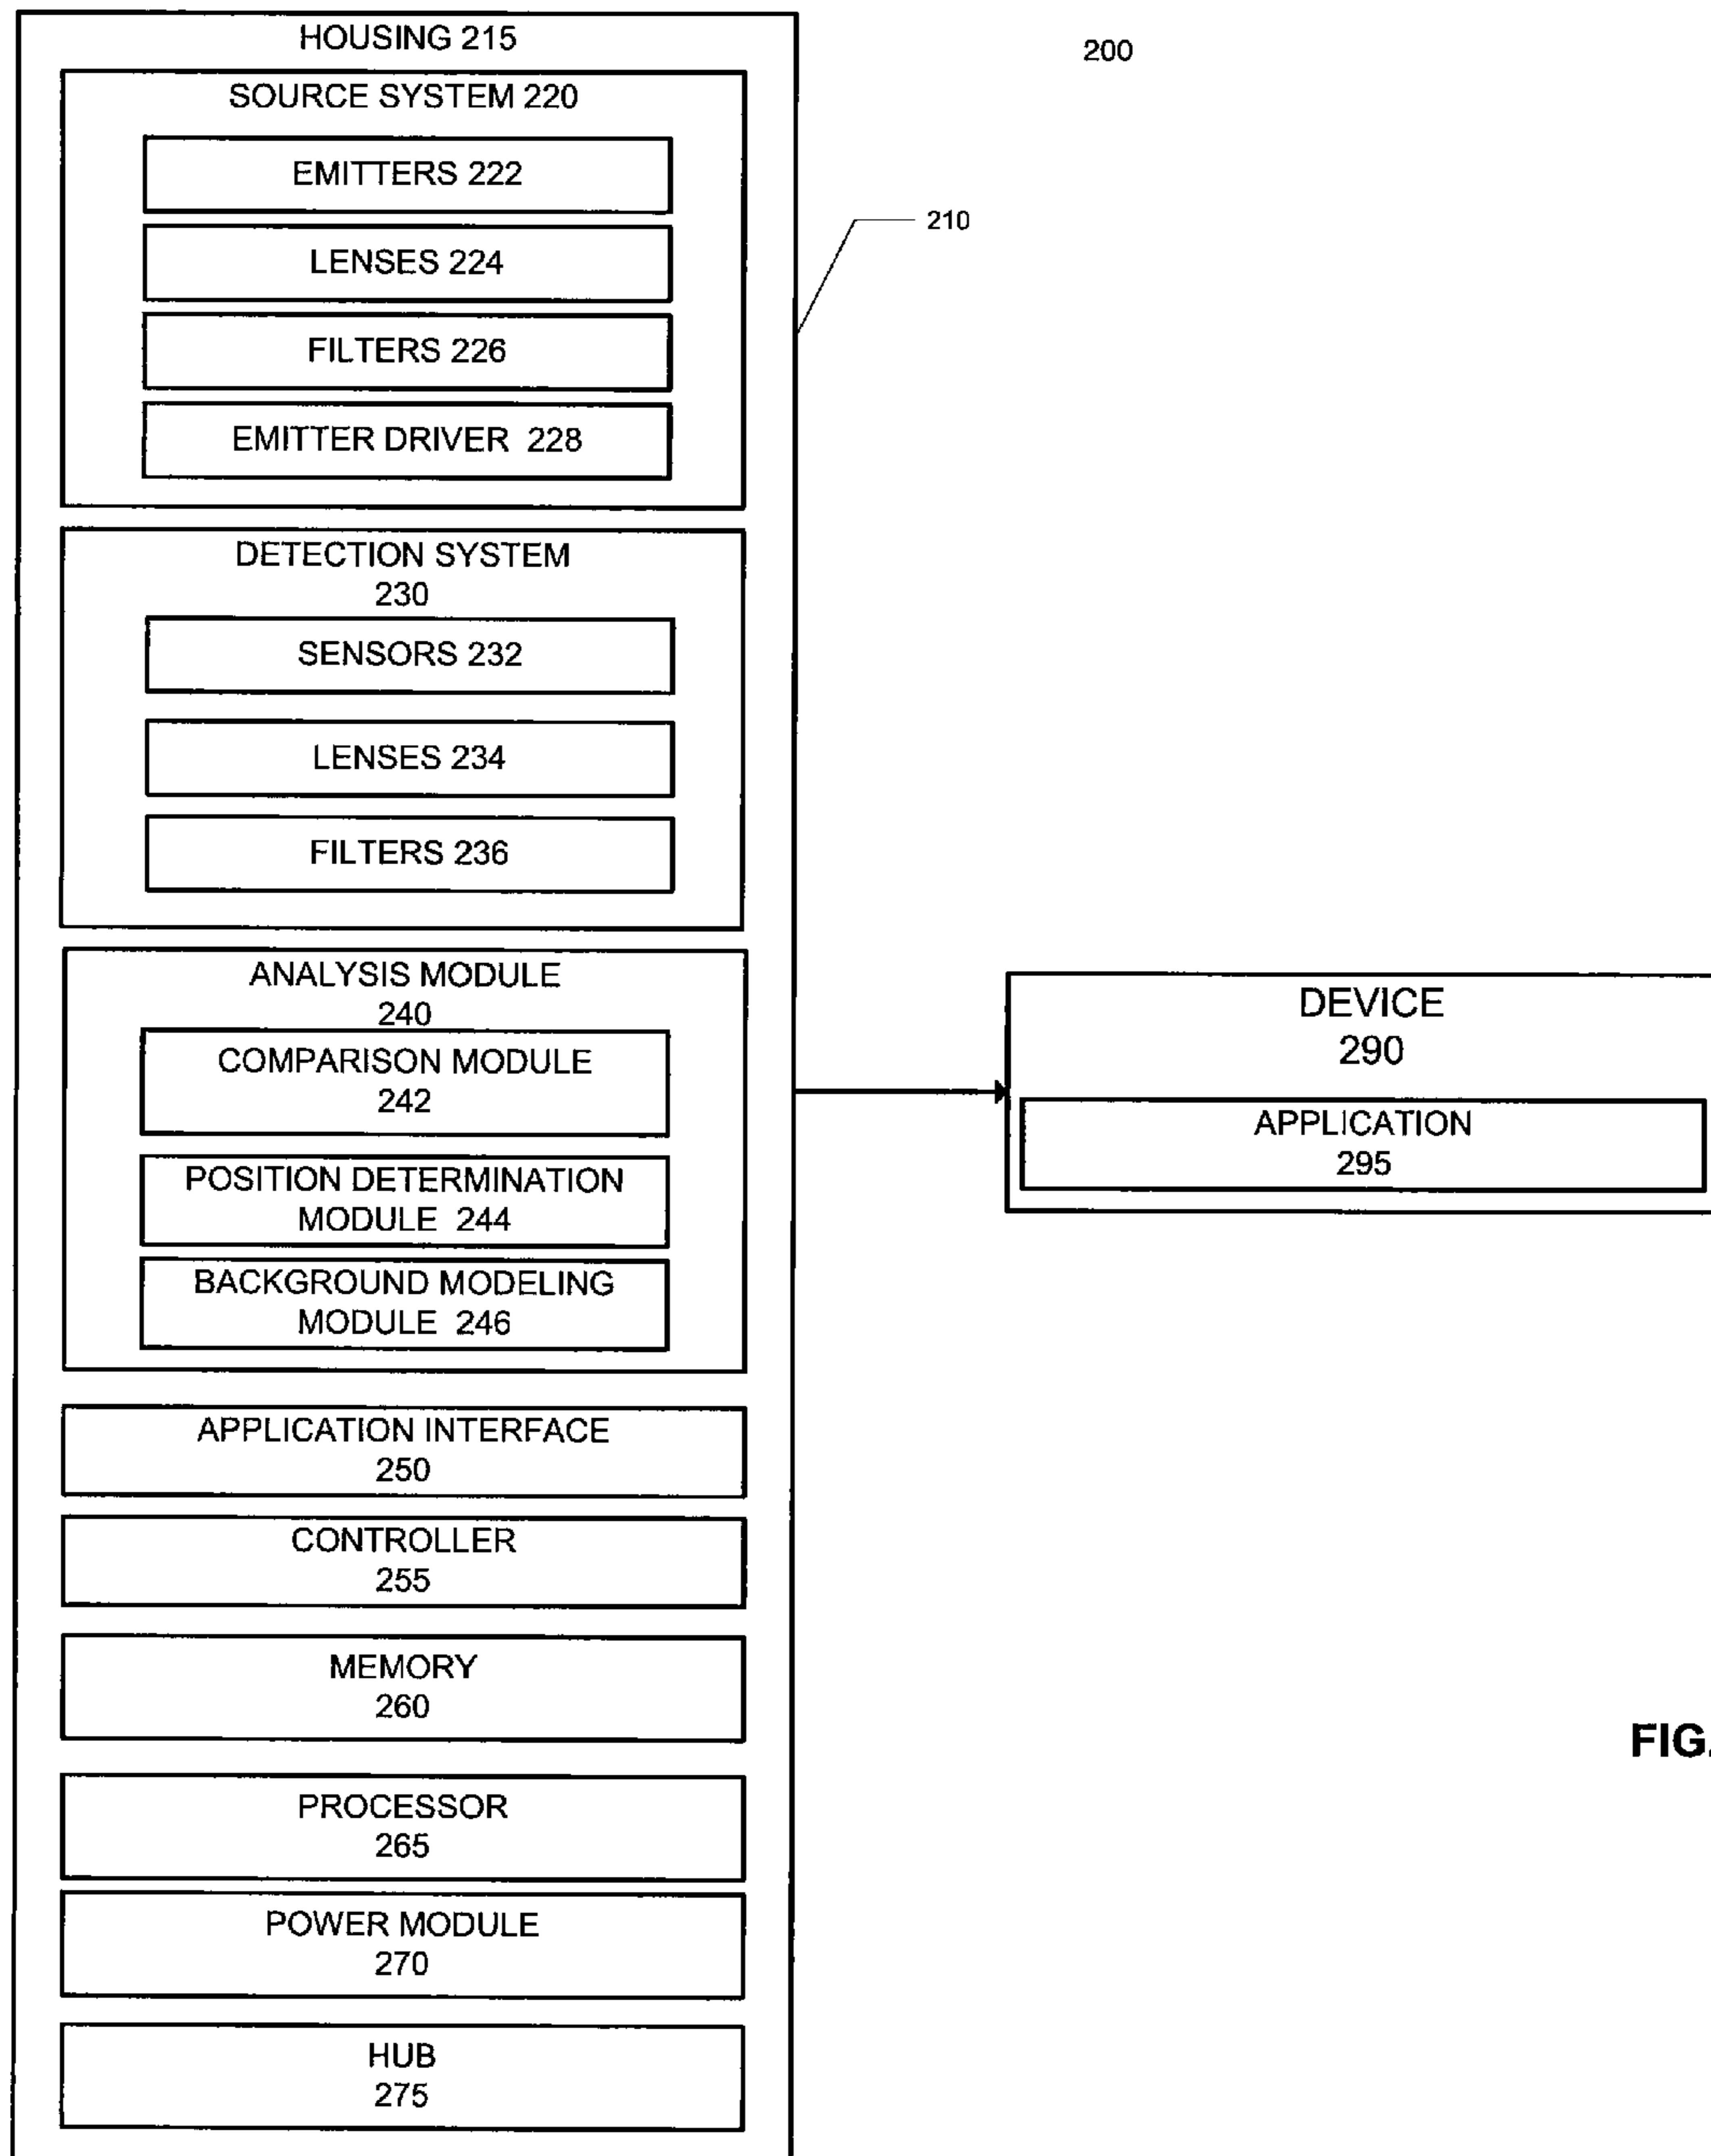 HOUSING 215
200
SOURCE SYSTEM 220
EMITTERS 222
210
LENSES 224
FILTERS 226
EMITTER DRIVER 228
DETECTION SYSTEM
230
SENSORS 232
LENSES 234
FILTERS 236
ANALYSIS MODULE
240
COMPARISON MODULE
242
POSITION DETERMINATION
MODULE 244
BACKGROUND MODELING
MODULE 246
DEVICE
290
APPLICATION
295
APPLICATION INTERFACE
250
CONTROLLER
255
MEMORY
260
FIG.
PROCESSOR
265
POWER MODULE
270
HUB
275